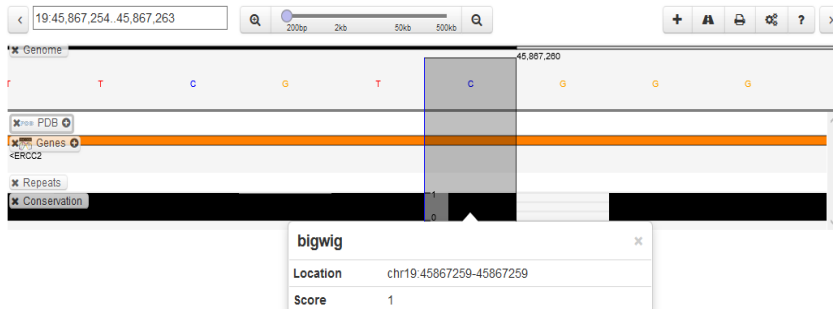 19:45,867,254..45,867,263
200bp 2kb 50kb 500kb
?
Genome
45,867,260
T T C G T C G G G
PDB
Genes
<ERCC2
Repeats
Conservation
1
0
bigwig
Location chr19:45867259-45867259
Score 1